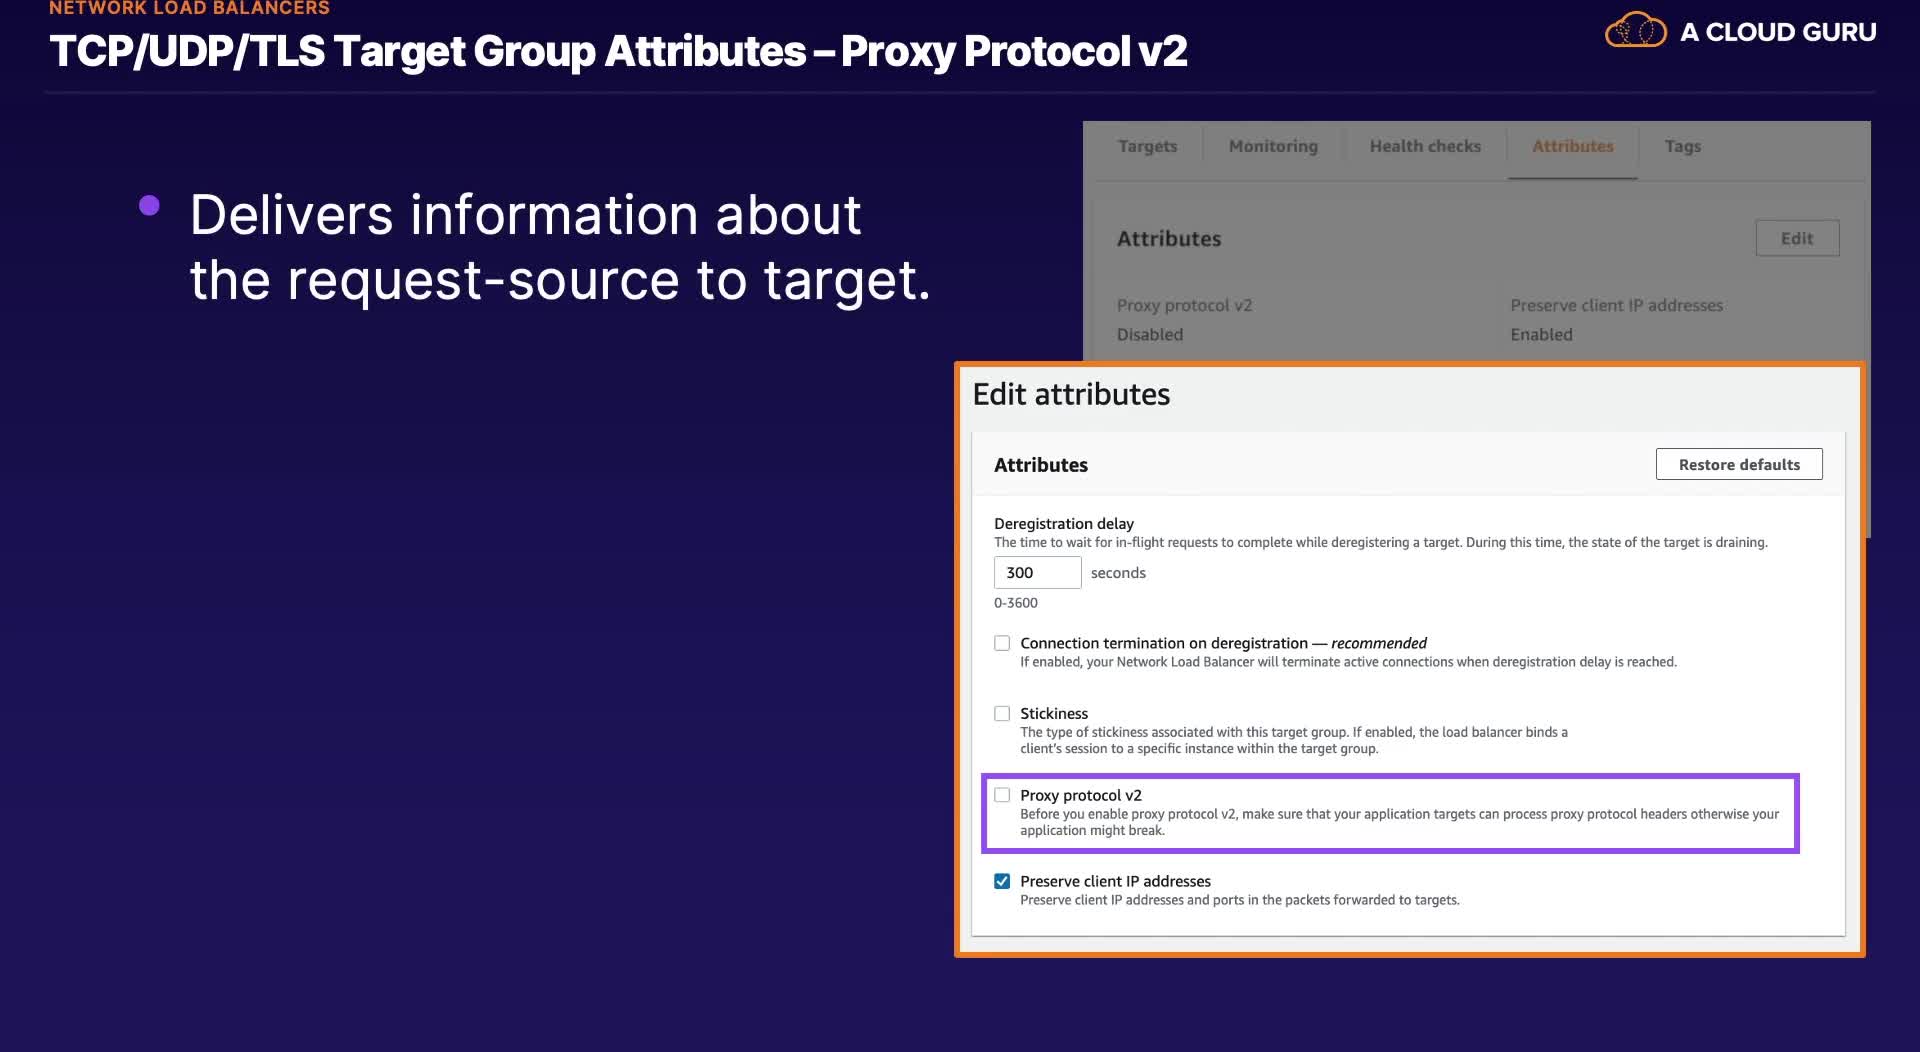 NETWORK LOAD BALANCERS
TCP/UDP/TLS Target Group Attributes – Proxy Protocol v2
A CLOUD GURU
Delivers information about
the request-source to target.
Targets
Monitoring
Health checks
Attributes
Tags
Attributes
Edit
Proxy protocol v2
Preserve client IP addresses
Disabled
Enabled
Edit attributes
Attributes
Restore defaults
Deregistration delay
The time to wait for in-flight requests to complete while deregistering a target. During this time, the state of the target is draining.
300
seconds
0-3600
Connection termination on deregistration — recommended
If enabled, your Network Load Balancer will terminate active connections when deregistration delay is reached.
Stickiness
The type of stickiness associated with this target group. If enabled, the load balancer binds a
client's session to a specific instance within the target group.
Proxy protocol v2
Before you enable proxy protocol v2, make sure that your application targets can process proxy protocol headers otherwise your
application might break.
Preserve client IP addresses
Preserve client IP addresses and ports in the packets forwarded to targets.